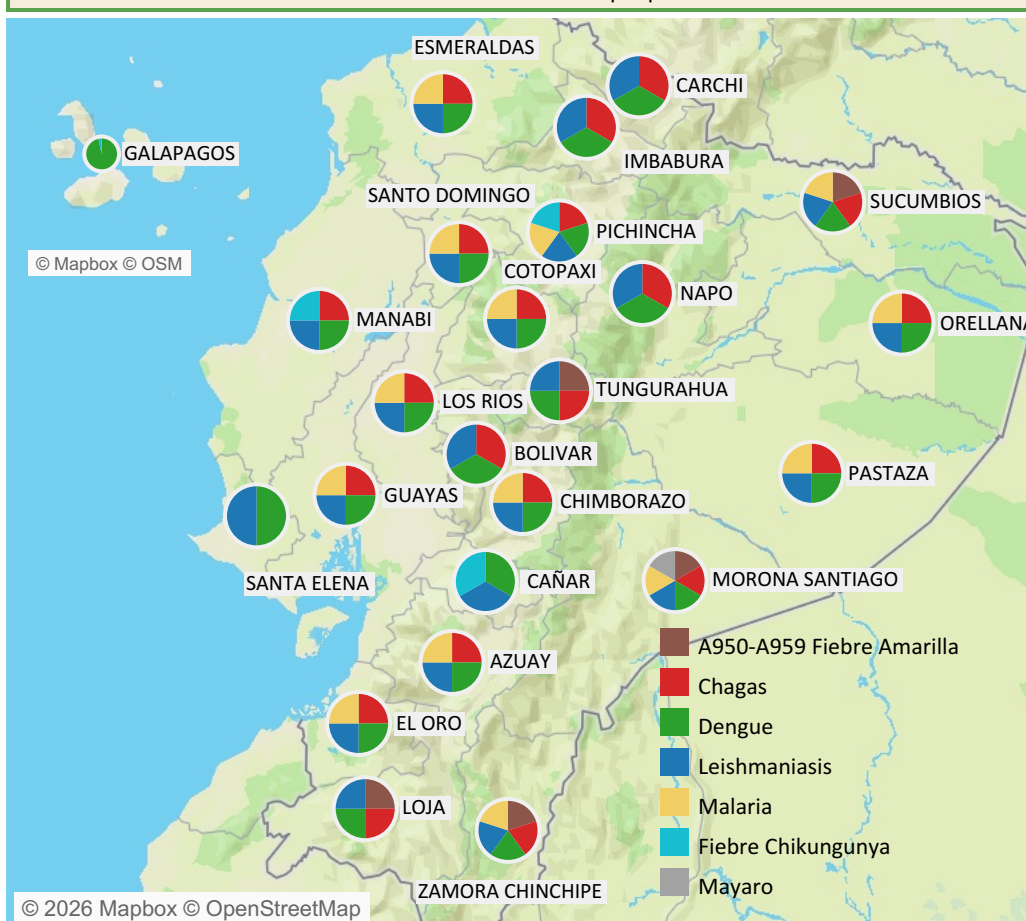 ESMERALDAS
CARCHI
GALAPAGOS
IMBABURA
SANTO DOMINGO
SUCUMBIOS
PICHINCHA
© Mapbox © OSM
COTOPAXI
NAPO
MANABI
ORELLANA
TUNGURAHUA
LOS RIOS
BOLIVAR
PASTAZA
GUAYAS
CHIMBORAZO
SANTA ELENA
CAÑAR
MORONA SANTIAGO
A950-A959 Fiebre Amarilla
AZUAY
Chagas
EL ORO
Dengue
Leishmaniasis
LOJA
Malaria
Fiebre Chikungunya
ZAMORA CHINCHIPE
Mayaro
© 2026 Mapbox © OpenStreetMap